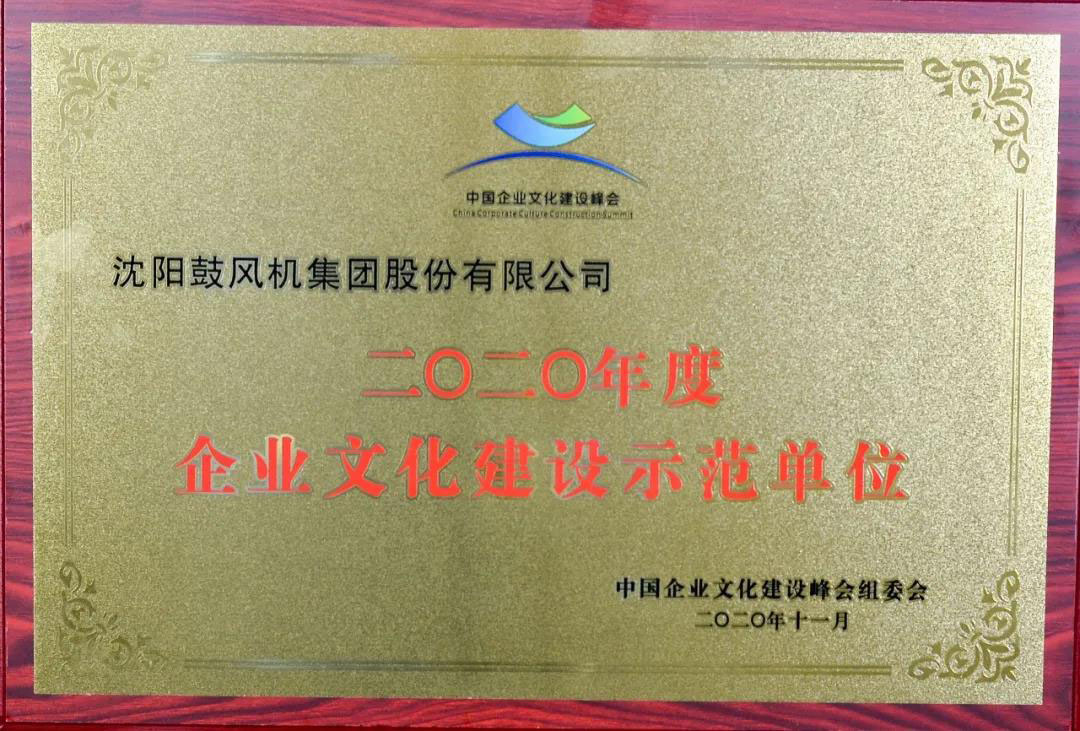 中国企业文化建设峰会
China Corporate Culture Construction Summit
沈阳鼓风机集团股份有限公司
二〇二〇年度
企业文化建设示范单位
中国企业文化建设峰会组委会
二〇二〇年十一月